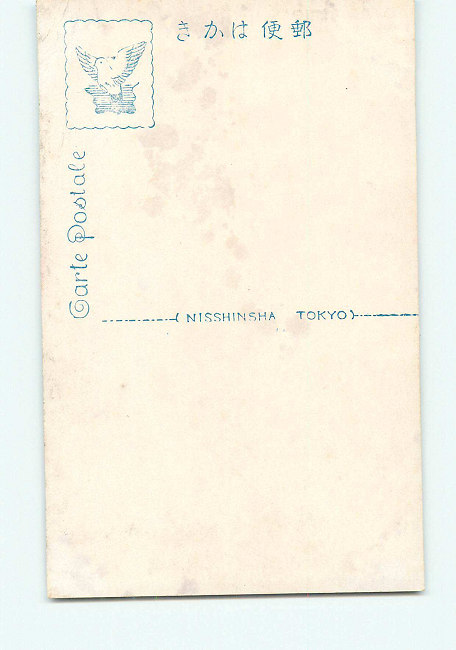 郵便はかき
Carte Postale
(NISSHINSHA TOKYO)